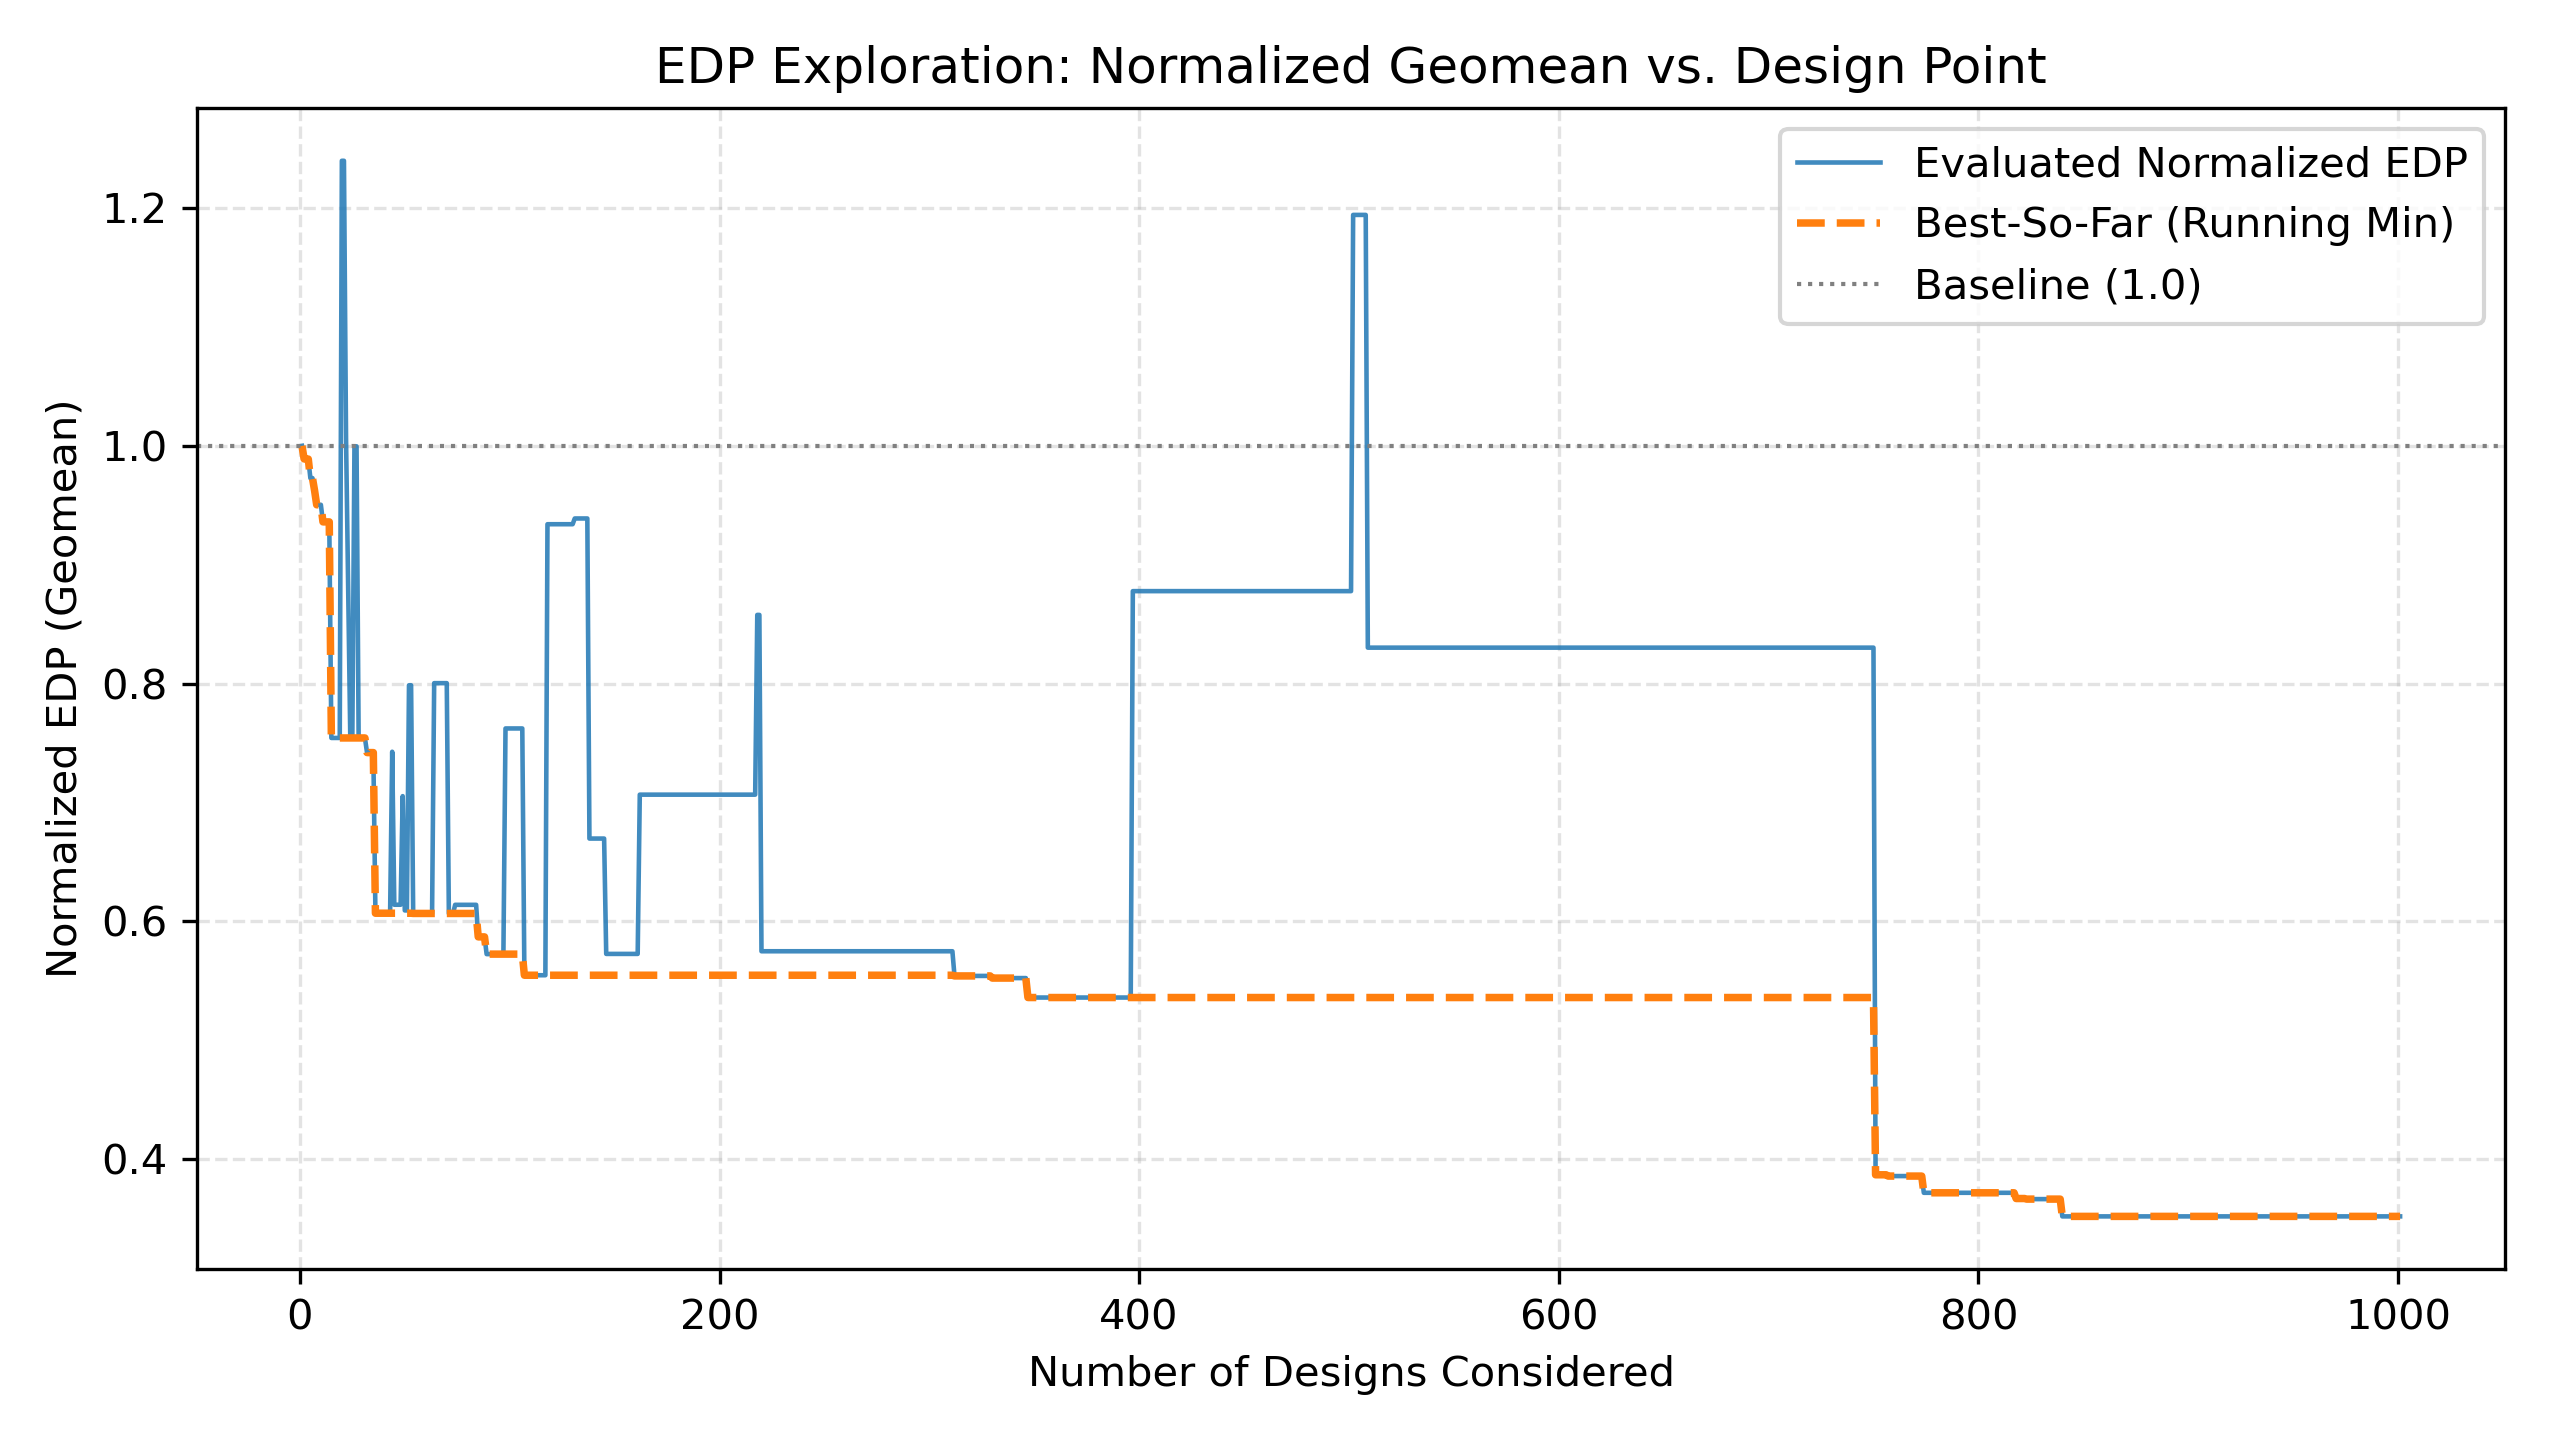 EDP Exploration: Normalized Geomean vs. Design Point
Evaluated Normalized EDP
Best-So-Far (Running Min)
Baseline (1.0)
Normalized EDP (Geomean)
1.2
1.0
0.8
0.6
0.4
0
200
400
600
800
1000
Number of Designs Considered